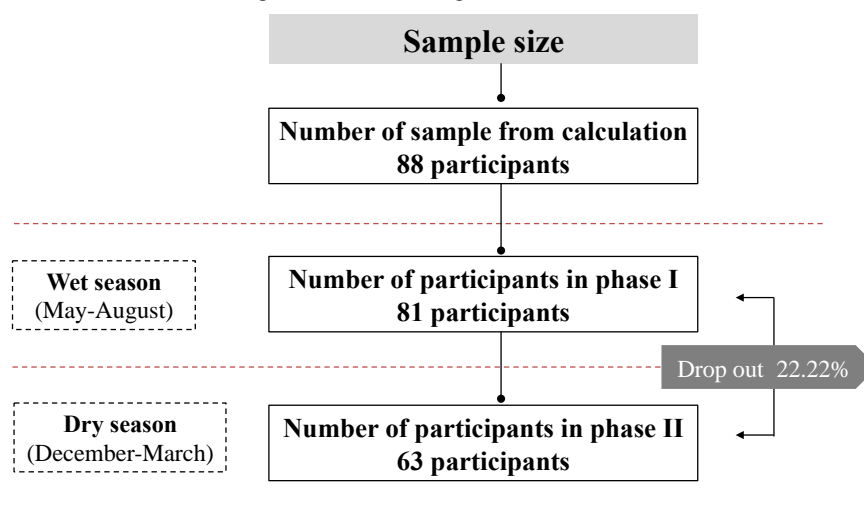 Sample size
Number of sample from calculation
88 participants
Wet season
(May-August)
Number of participants in phase I
81 participants
Drop out 22.22%
Dry season
(December-March)
Number of participants in phase II
63 participants